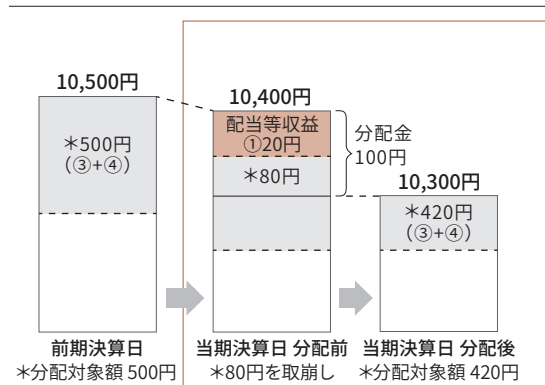 10,500円
＊500円
（③+④）
10,400円
配当等収益
①20円
＊80円
分配金
100円
10,300円
＊420円
（③+④）
前期決算日
＊分配対象額 500円
当期決算日 分配前
＊80円を取崩し
当期決算日 分配後
＊分配対象額 420円